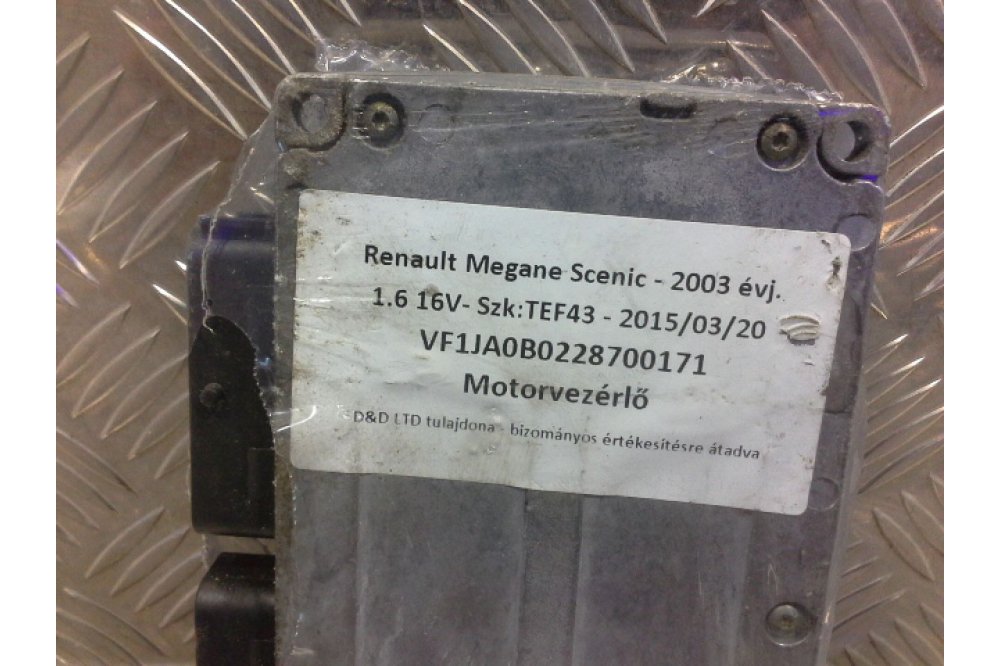 Renault Megane Scenic - 2003 évj.
1.6 16V- Szk:TEF43 - 2015/03/20
VF1JA0B0228700171
Motorvezérlő
D&D LTD tulajdona - bizományos értékesítésre átadva